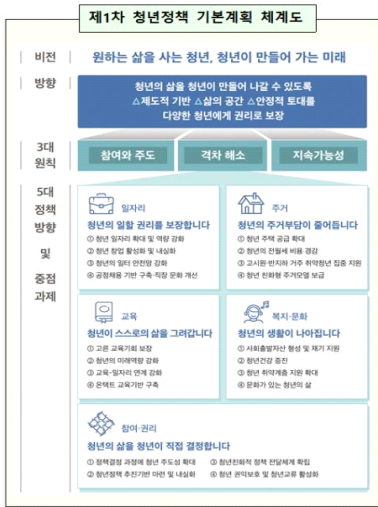 제1차 청년정책 기본계획 체계도
비전
원하는 삶을 사는 청년, 청년이 만들어 가는 미래
방향
청년의 삶을 청년이 만들어 나갈 수 있도록
△제도적 기반 △삶의 공간 △안정적 토대를
다양한 청년에게 권리로 보장
3대
원칙
참여와 주도
격차 해소
지속가능성
5대
정책
방향
및
중점
과제
일자리
청년의 일할 권리를 보장합니다
① 청년 일자리 확대 및 역량 강화
② 청년 창업 활성화 및 내실화
③ 청년의 일터 안전망 강화
④ 공정채용 기반 구축·직장 문화 개선
주거
청년의 주거부담이 줄어듭니다
① 청년 주택 공급 확대
② 청년의 전월세 비용 경감
③ 고시원·반지하 거주 취약청년 집중 지원
④ 청년 친화형 주거모델 보급
교육
청년이 스스로의 삶을 그려갑니다
① 고른 교육기회 보장
② 청년의 미래역량 강화
③ 교육-일자리 연계 강화
④ 온택트 교육기반 구축
복지·문화
청년의 생활이 나아집니다
① 사회출발자산 형성 및 재기 지원
② 청년건강 증진
③ 청년 취약계층 지원 확대
④ 문화가 있는 청년의 삶
참여·권리
청년의 삶을 청년이 직접 결정합니다
① 정책결정 과정에 청년 주도성 확대 ③ 청년친화적 정책 전달체계 확립
② 청년정책 추진기반 마련 및 내실화 ④ 청년 권익보호 및 청년교류 활성화